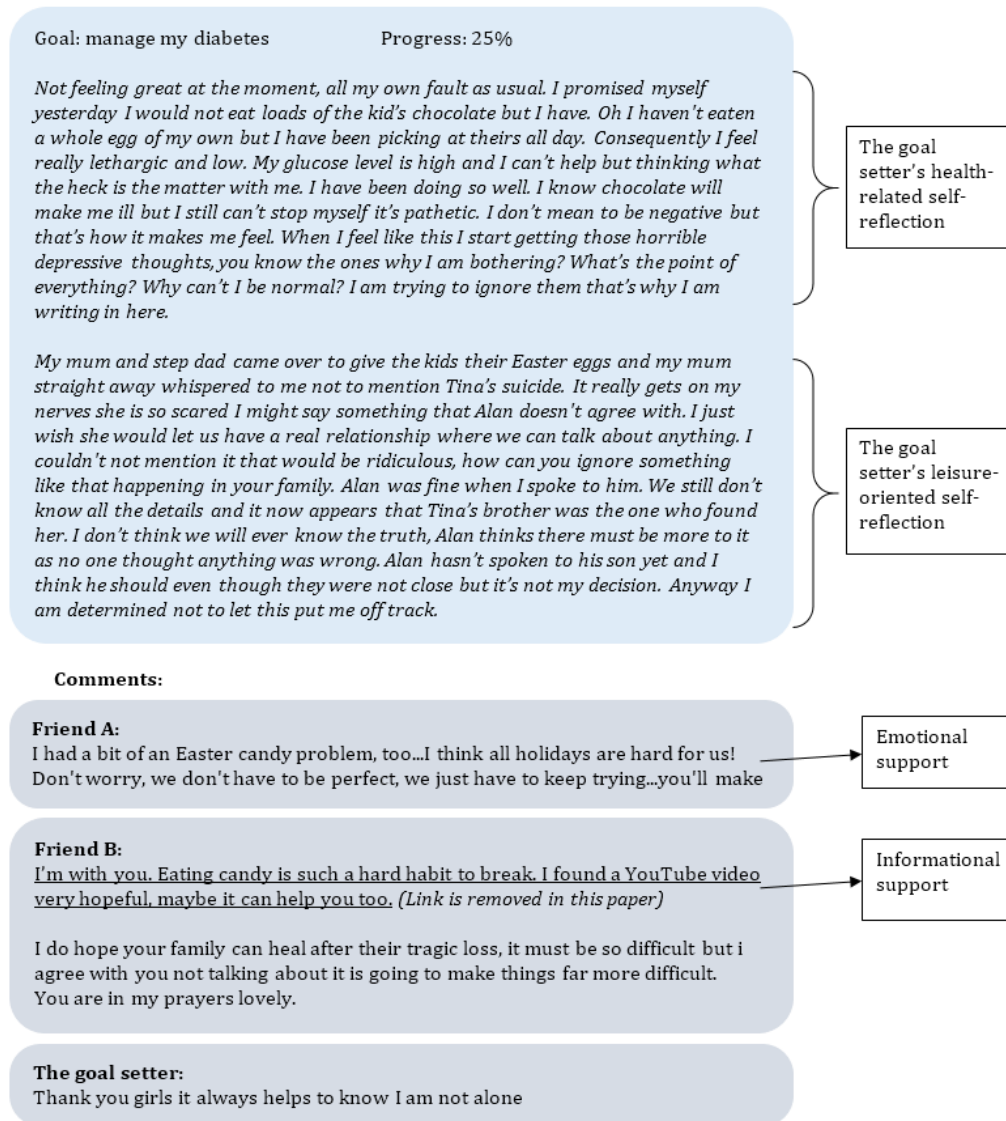 Goal: manage my diabetes Progress: 25%
Not feeling great at the moment, all my own fault as usual. I promised myself
yesterday I would not eat loads of the kid's chocolate but I have. Oh I haven't eaten
a whole egg of my own but I have been picking at theirs all day. Consequently I feel
really lethargic and low. My glucose level is high and I can't help but thinking what
the heck is the matter with me. I have been doing so well. I know chocolate will
make me ill but I still can't stop myself it's pathetic. I don't mean to be negative but
that's how it makes me feel. When I feel like this I start getting those horrible
depressive thoughts, you know the ones why I am bothering? What's the point of
everything? Why can't I be normal? I am trying to ignore them that's why I am
writing in here.
The goal
setter's health-
related self-
reflection
My mum and step dad came over to give the kids their Easter eggs and my mum
straight away whispered to me not to mention Tina's suicide. It really gets on my
nerves she is so scared I might say something that Alan doesn't agree with. I just
wish she would let us have a real relationship where we can talk about anything. I
couldn't not mention it that would be ridiculous, how can you ignore something
like that happening in your family. Alan was fine when I spoke to him. We still don't
know all the details and it now appears that Tina's brother was the one who found
her. I don't think we will ever know the truth, Alan thinks there must be more to it
as no one thought anything was wrong. Alan hasn't spoken to his son yet and I
think he should even though they were not close but it's not my decision. Anyway I
am determined not to let this put me off track.
The goal
setter's leisure-
oriented self-
reflection
Comments:
Friend A:
I had a bit of an Easter candy problem, too...I think all holidays are hard for us!
Don't worry, we don't have to be perfect, we just have to keep trying...you'll make
Emotional
support
Friend B:
I'm with you. Eating candy is such a hard habit to break. I found a YouTube video
very hopeful, maybe it can help you too. (Link is removed in this paper)
Informational
support
I do hope your family can heal after their tragic loss, it must be so difficult but i
agree with you not talking about it is going to make things far more difficult.
You are in my prayers lovely.
The goal setter:
Thank you girls it always helps to know I am not alone